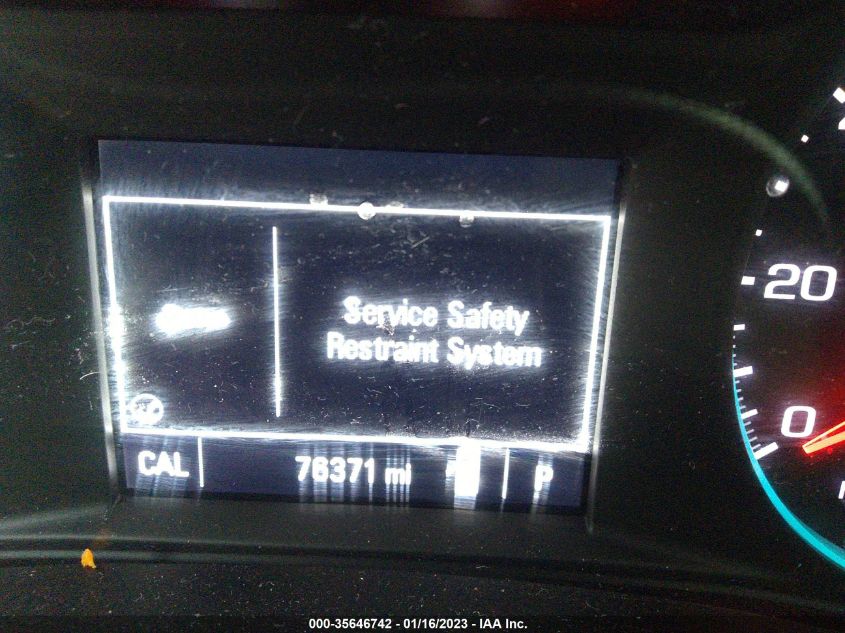 Service Safety
Restraint System
CAL
76371 mi
P
20
0
000-35646742 - 01/16/2023 - IAA Inc.